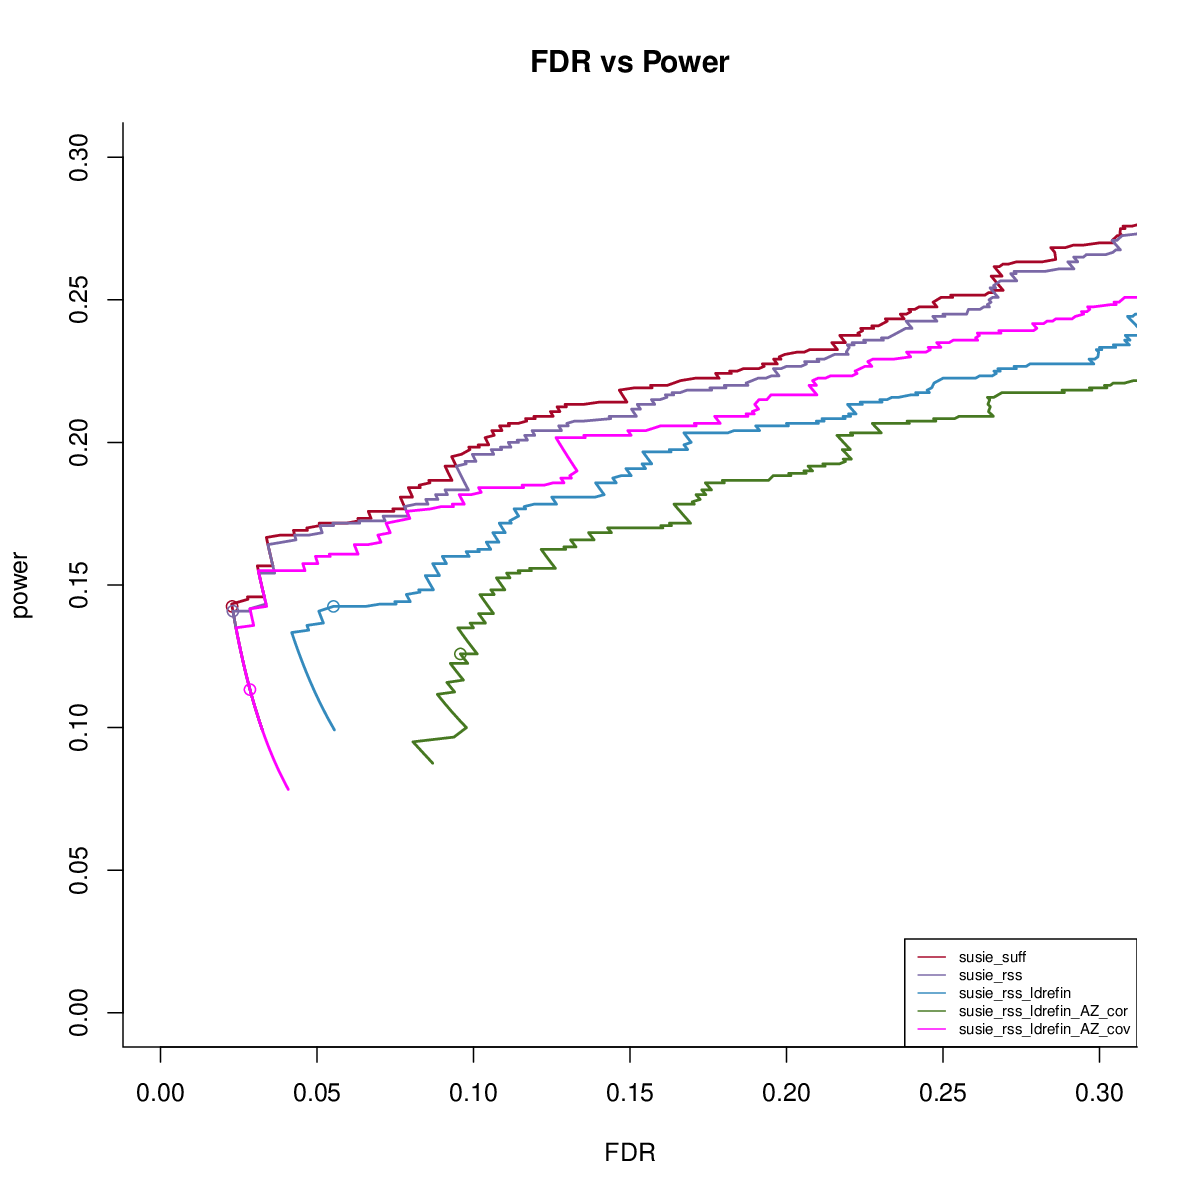 FDR vs Power
power
0.30
0.25
0.20
0.15
0.10
0.05
0.00
susie_suff
susie_rss
susie_rss_ldrefin
susie_rss_ldrefin_AZ_cor
susie_rss_ldrefin_AZ_cov
0.00 0.05 0.10 0.15 0.20 0.25 0.30
FDR